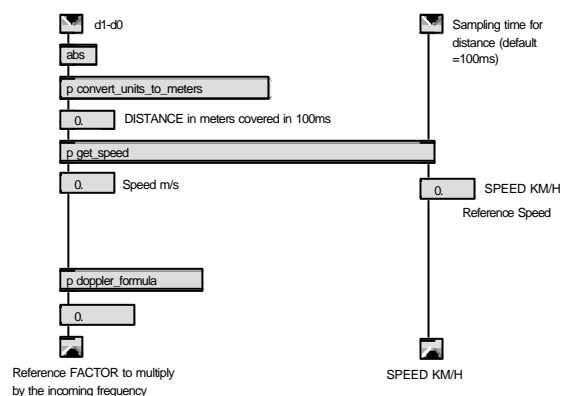 d1-d0
Sampling time for
distance (default
=100ms)
abs
p convert_units_to_meters
0.
DISTANCE in meters covered in 100ms
p get_speed
0.
Speed m/s
0.
SPEED KM/H
Reference Speed
p doppler_formula
0.
Reference FACTOR to multiply
by the incoming frequency
SPEED KM/H